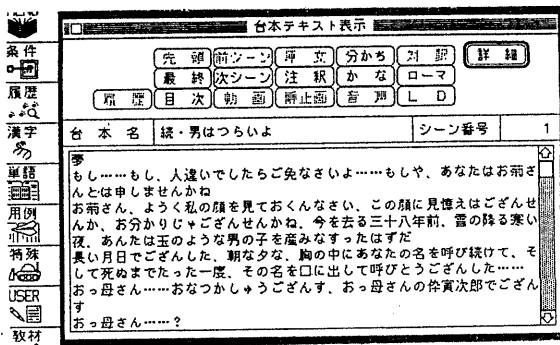 MENU
条件
履歴
漢字
単語
用例
特殊
USER
教材
台本テキスト表示
先 頭 前シーン 原 文 分かち 対 訳 詳 細
最 終 次シーン 注 釈 か な ローマ
履 歴 目 次 動 画 静止画 音 声 L D
台 本 名 続・男はつらいよ シーン番号 1
夢
もし……もし、人違いでしたらご免なさいよ……もしや、あなたはお菊さ
んとは申しませんかね
お菊さん、ようく私の顔を見ておくんなさい、この顔に見憶えはござんせ
んか、お分かりじゃござんせんかね、今を去る三十八年前、雪の降る寒い
夜、あんたは玉のような男の子を産みなすったはずだ
長い月日でござんした、朝な夕な、胸の中にあなたの名を呼び続けて、そ
して死ぬまでたった一度、その名を口に出して呼びとうござんした……
おっ母さん……おなつかしゅうござんす、おっ母さんの倅寅次郎でござん
す
おっ母さん……?